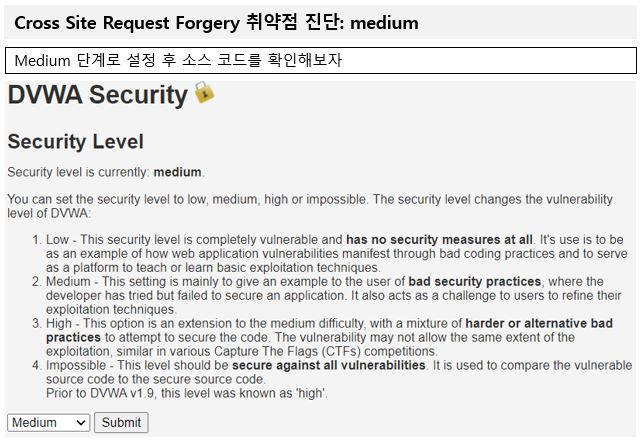 Cross Site Request Forgery 취약점 진단: medium
Medium 단계로 설정 후 소스 코드를 확인해보자
DVWA Security
Security Level
Security level is currently: medium.
You can set the security level to low, medium, high or impossible. The security level changes the vulnerability
level of DVWA:
1. Low - This security level is completely vulnerable and has no security measures at all. It's use is to be
as an example of how web application vulnerabilities manifest through bad coding practices and to serve
as a platform to teach or learn basic exploitation techniques.
2. Medium - This setting is mainly to give an example to the user of bad security practices, where the
developer has tried but failed to secure an application. It also acts as a challenge to users to refine their
exploitation techniques.
3. High - This option is an extension to the medium difficulty, with a mixture of harder or alternative bad
practices to attempt to secure the code. The vulnerability may not allow the same extent of the
exploitation, similar in various Capture The Flags (CTFs) competitions.
4. Impossible - This level should be secure against all vulnerabilities. It is used to compare the vulnerable
source code to the secure source code.
Prior to DVWA v1.9, this level was known as 'high'.
Medium Submit